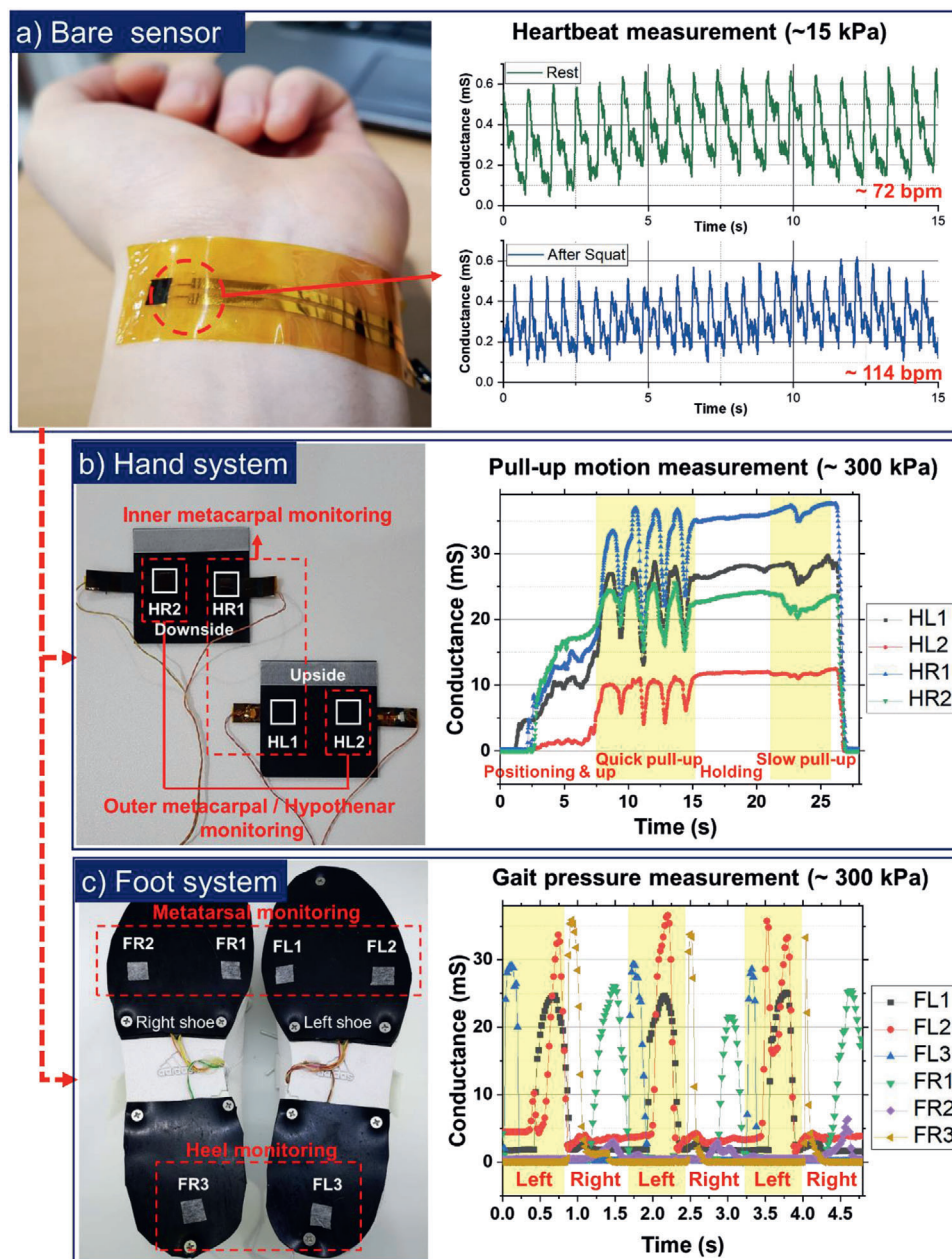 a) Bare sensor
Heartbeat measurement (~15 kPa)
Conductance (mS)
0.6
0.4
0.2
0.0
Rest
~ 72 bpm
0 5 10 15
Time (s)
Conductance (mS)
0.6
0.4
0.2
0.0
After Squat
~ 114 bpm
0 5 10 15
Time (s)
b) Hand system
Inner metacarpal monitoring
HR2 HR1
Downside
Upside
HL1 HL2
Outer metacarpal / Hypothenar
monitoring
Pull-up motion measurement (~ 300 kPa)
Conductance (mS)
30
20
10
0
Positioning & up Quick pull-up Holding Slow pull-up
0 5 10 15 20 25
Time (s)
HL1
HL2
HR1
HR2
c) Foot system
Metatarsal monitoring
FR2 FR1 FL1 FL2
Right shoe Left shoe
Heel monitoring
FR3 FL3
Gait pressure measurement (~ 300 kPa)
Conductance (mS)
30
20
10
0
Left Right Left Right Left Right
0.0 0.5 1.0 1.5 2.0 2.5 3.0 3.5 4.0 4.5
Time (s)
FL1
FL2
FL3
FR1
FR2
FR3